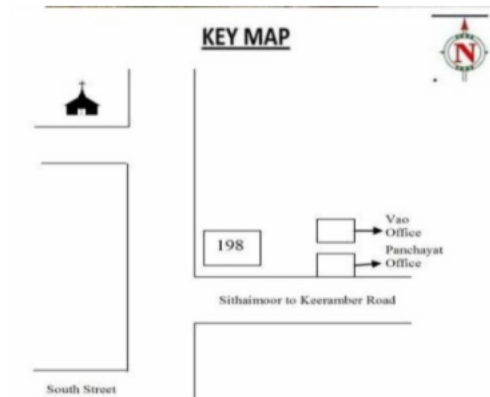 KEY MAP
N
198
Vao
Office
Panchayat
Office
Sithaimoor to Keeramber Road
South Street